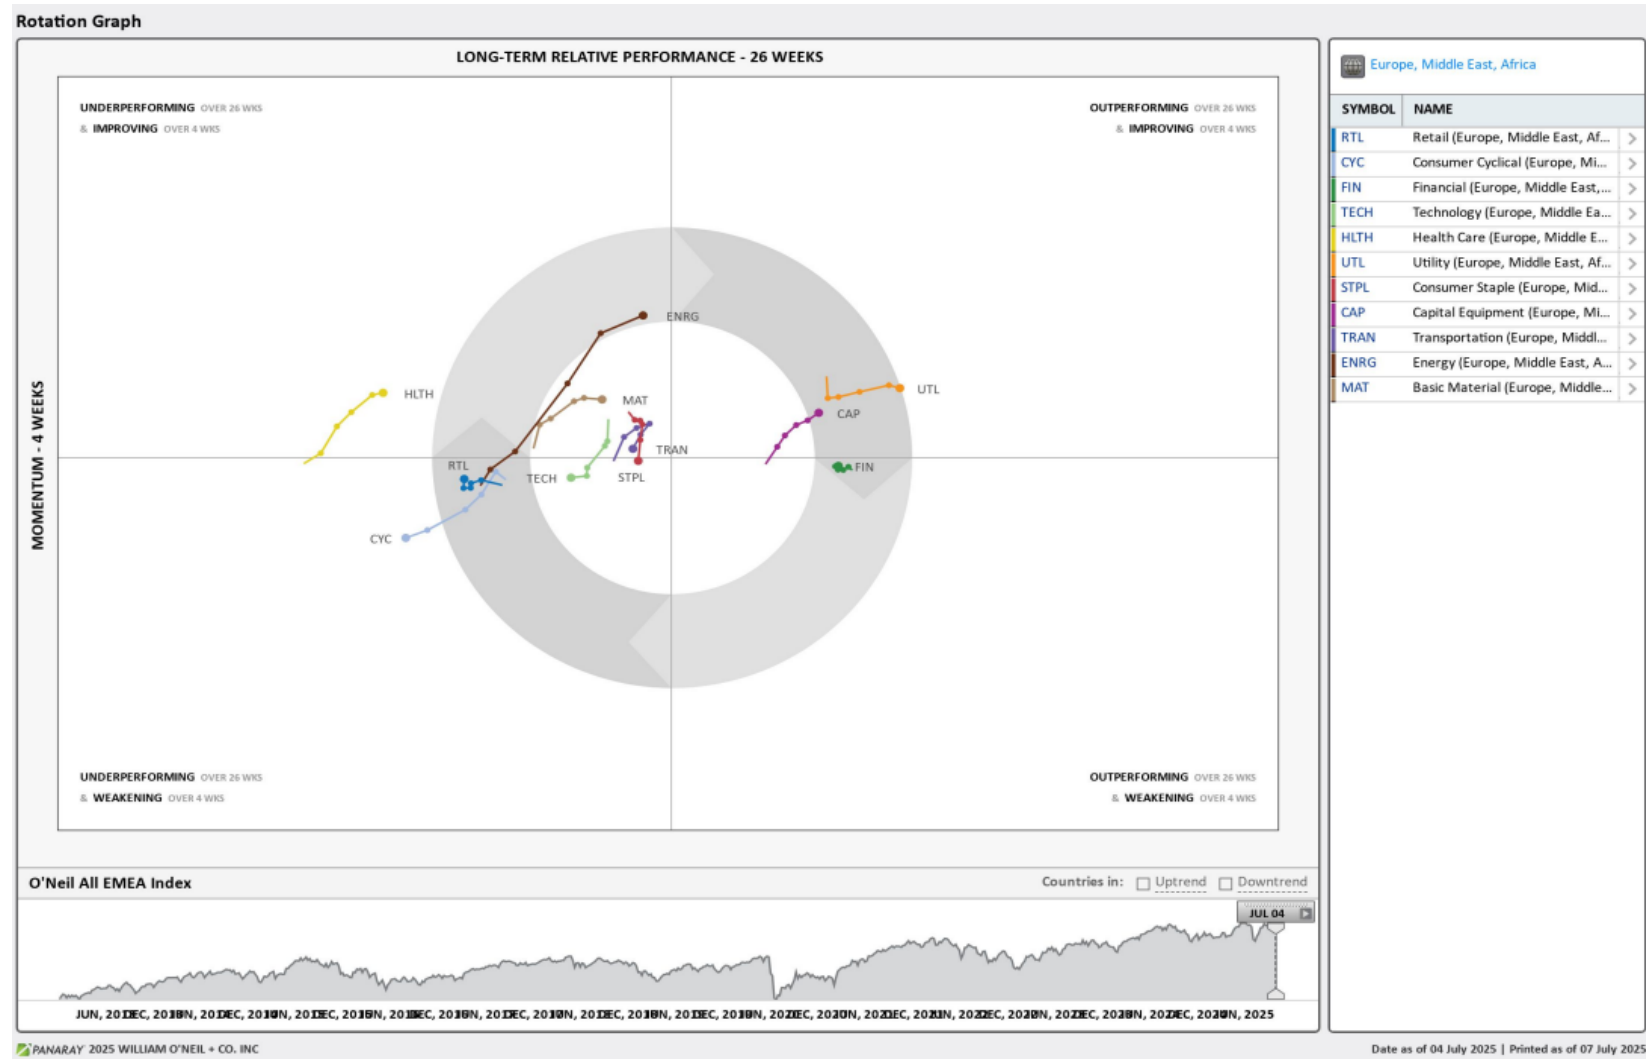 Rotation Graph
LONG-TERM RELATIVE PERFORMANCE - 26 WEEKS
UNDERPERFORMING OVER 26 WKS
& IMPROVING OVER 4 WKS
OUTPERFORMING OVER 26 WKS
& IMPROVING OVER 4 WKS
MOMENTUM - 4 WEEKS
ENRG
HLTH
MAT
UTL
CAP
TRAN
RTL
TECH
STPL
FIN
CYC
UNDERPERFORMING OVER 26 WKS
& WEAKENING OVER 4 WKS
OUTPERFORMING OVER 26 WKS
& WEAKENING OVER 4 WKS
Europe, Middle East, Africa
SYMBOL NAME
RTL Retail (Europe, Middle East, Af...
CYC Consumer Cyclical (Europe, Mi...
FIN Financial (Europe, Middle East,...
TECH Technology (Europe, Middle Ea...
HLTH Health Care (Europe, Middle E...
UTL Utility (Europe, Middle East, Af...
STPL Consumer Staple (Europe, Mid...
CAP Capital Equipment (Europe, Mi...
TRAN Transportation (Europe, Middl...
ENRG Energy (Europe, Middle East, A...
MAT Basic Material (Europe, Middle...
O'Neil All EMEA Index
Countries in: Uptrend Downtrend
JUL 04
JUN, 2025
PANARAY 2025 WILLIAM O'NEIL + CO. INC
Date as of 04 July 2025 | Printed as of 07 July 2025